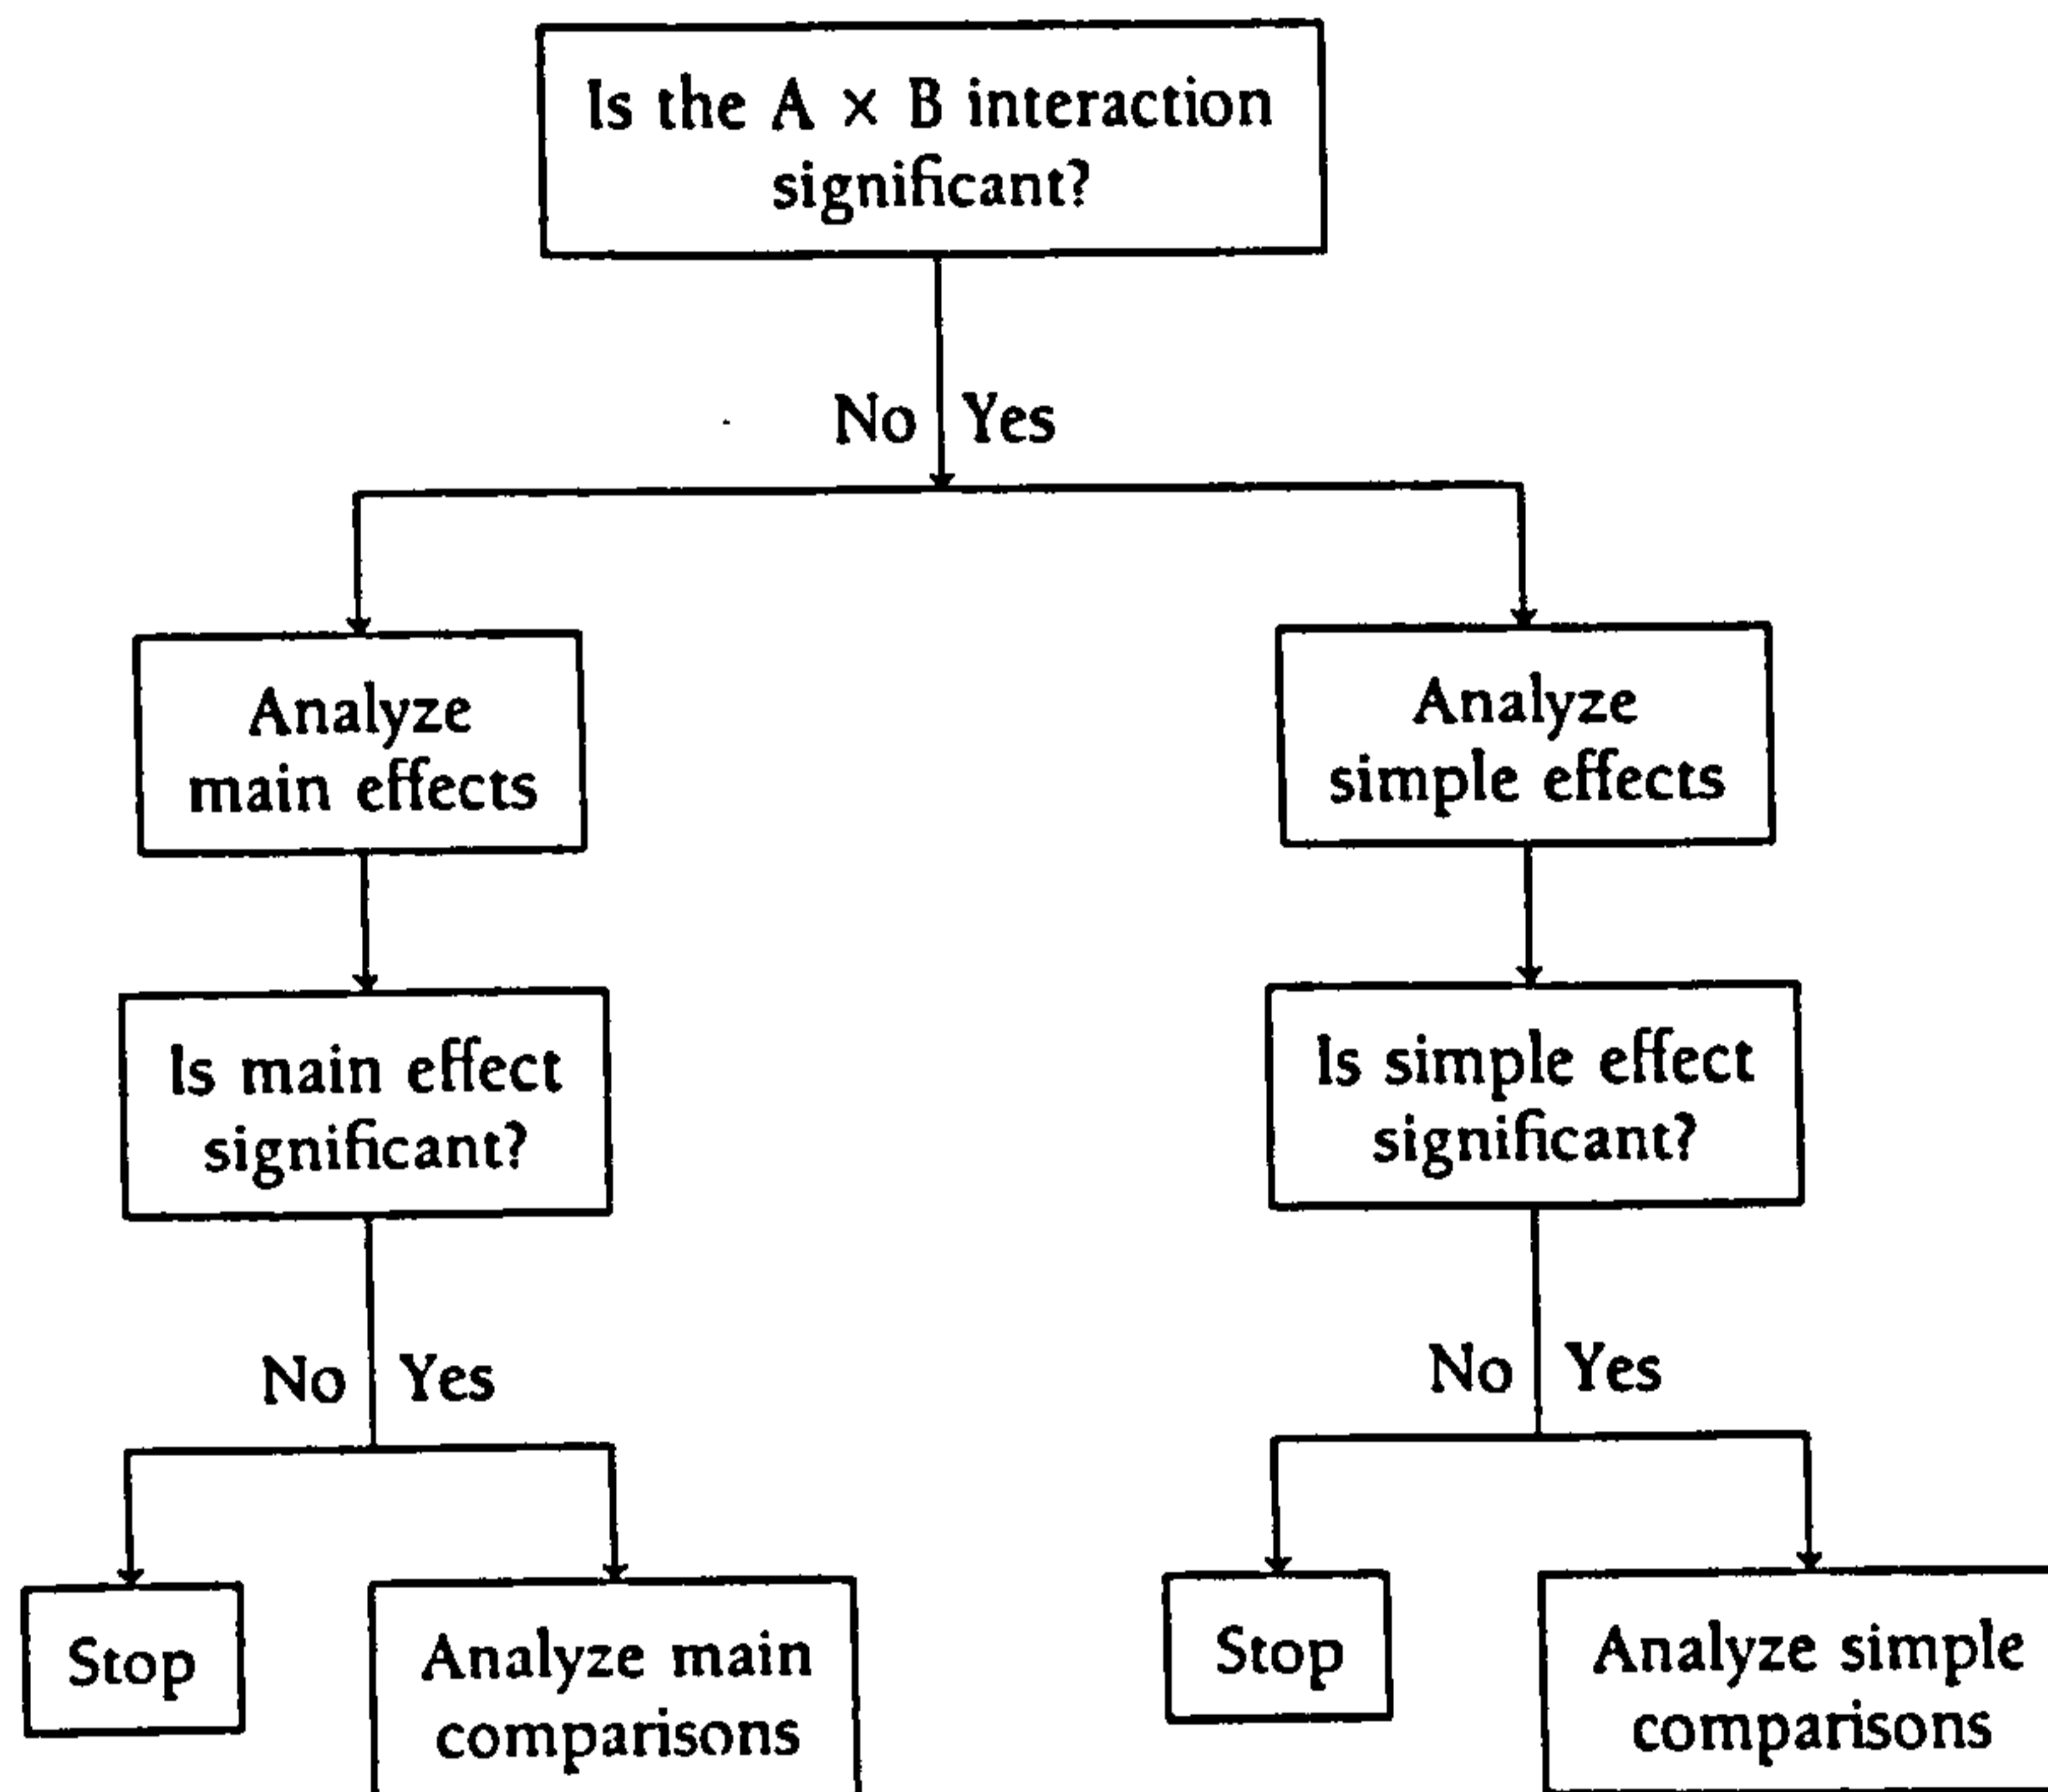 Is the A × B interaction
significant?
No Yes
Analyze
main effects
Analyze
simple effects
Is main effect
significant?
Is simple effect
significant?
No Yes
No Yes
Stop
Analyze main
comparisons
Stop
Analyze simple
comparisons